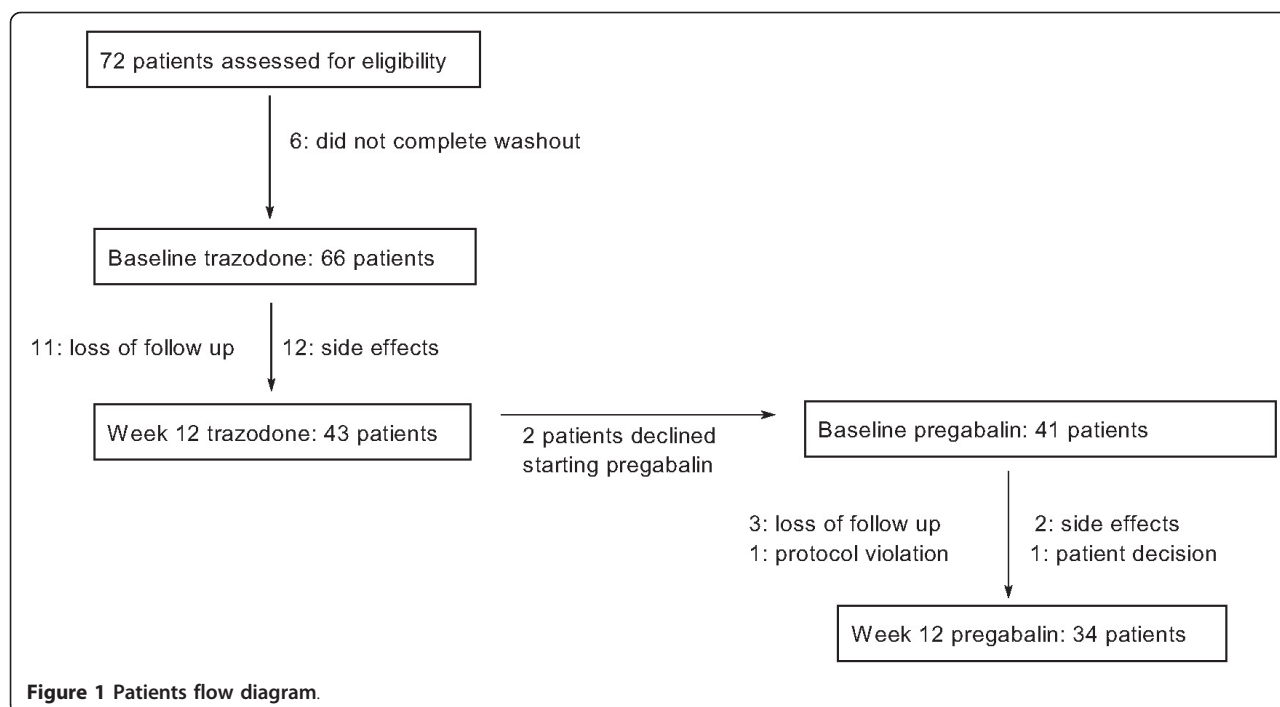 72 patients assessed for eligibility
6: did not complete washout
Baseline trazodone: 66 patients
11: loss of follow up
12: side effects
Week 12 trazodone: 43 patients
2 patients declined
starting pregabalin
Baseline pregabalin: 41 patients
3: loss of follow up
1: protocol violation
2: side effects
1: patient decision
Week 12 pregabalin: 34 patients
Figure 1 Patients flow diagram.